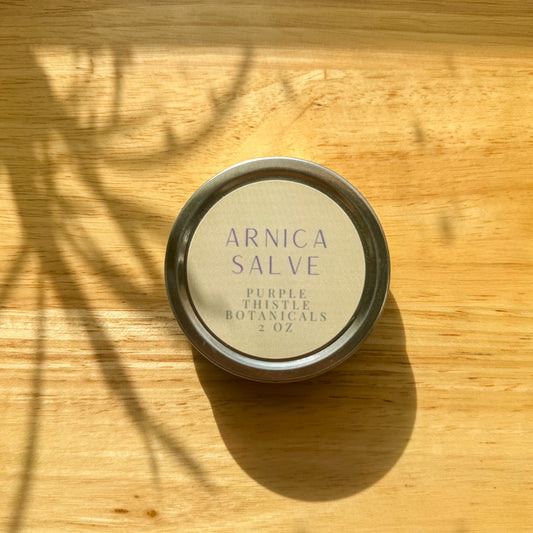 ARNICA
SALVE
PURPLE
THISTLE
BOTANICALS
2 OZ